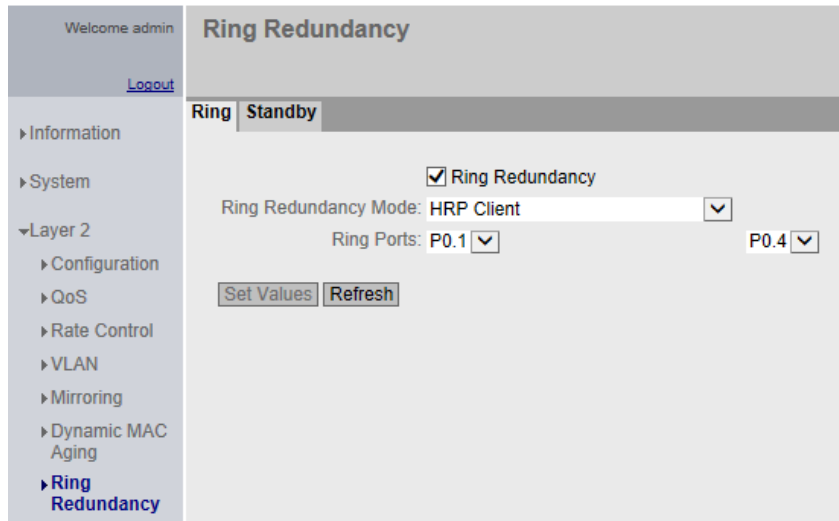 Welcome admin
Logout
Ring Redundancy
Information
System
Layer 2
Configuration
QoS
Rate Control
VLAN
Mirroring
Dynamic MAC
Aging
Ring
Redundancy
Ring Standby
Ring Redundancy
Ring Redundancy Mode: HRP Client
Ring Ports: P0.1 P0.4
Set Values Refresh